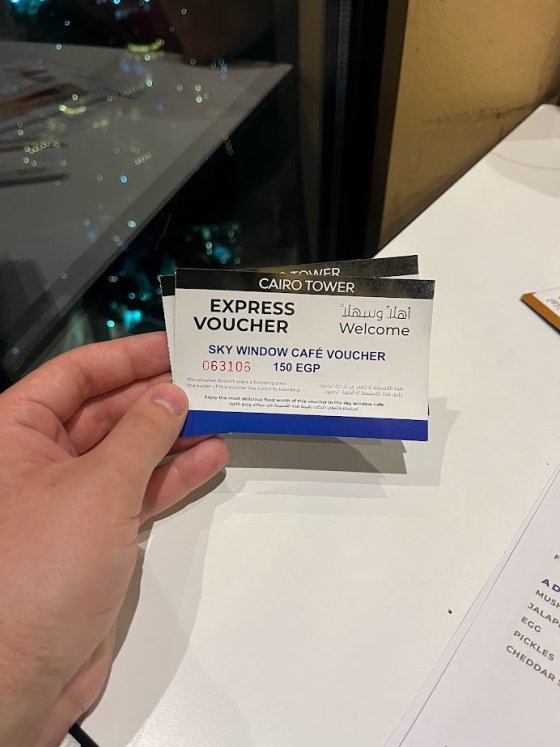 TOWER
CAIRO TOWER
EXPRESS
VOUCHER
أهلاً وسهلاً
Welcome
SKY WINDOW CAFÉ VOUCHER
063106 150 EGP
This voucher doesn't spare a boarding pass
The holder of this voucher has a priority boarding
Enjoy the most delicious food worth of this voucher in the sky window cafe
MUSH
JALAP
EGG
PICKLES
CHEDDAR S